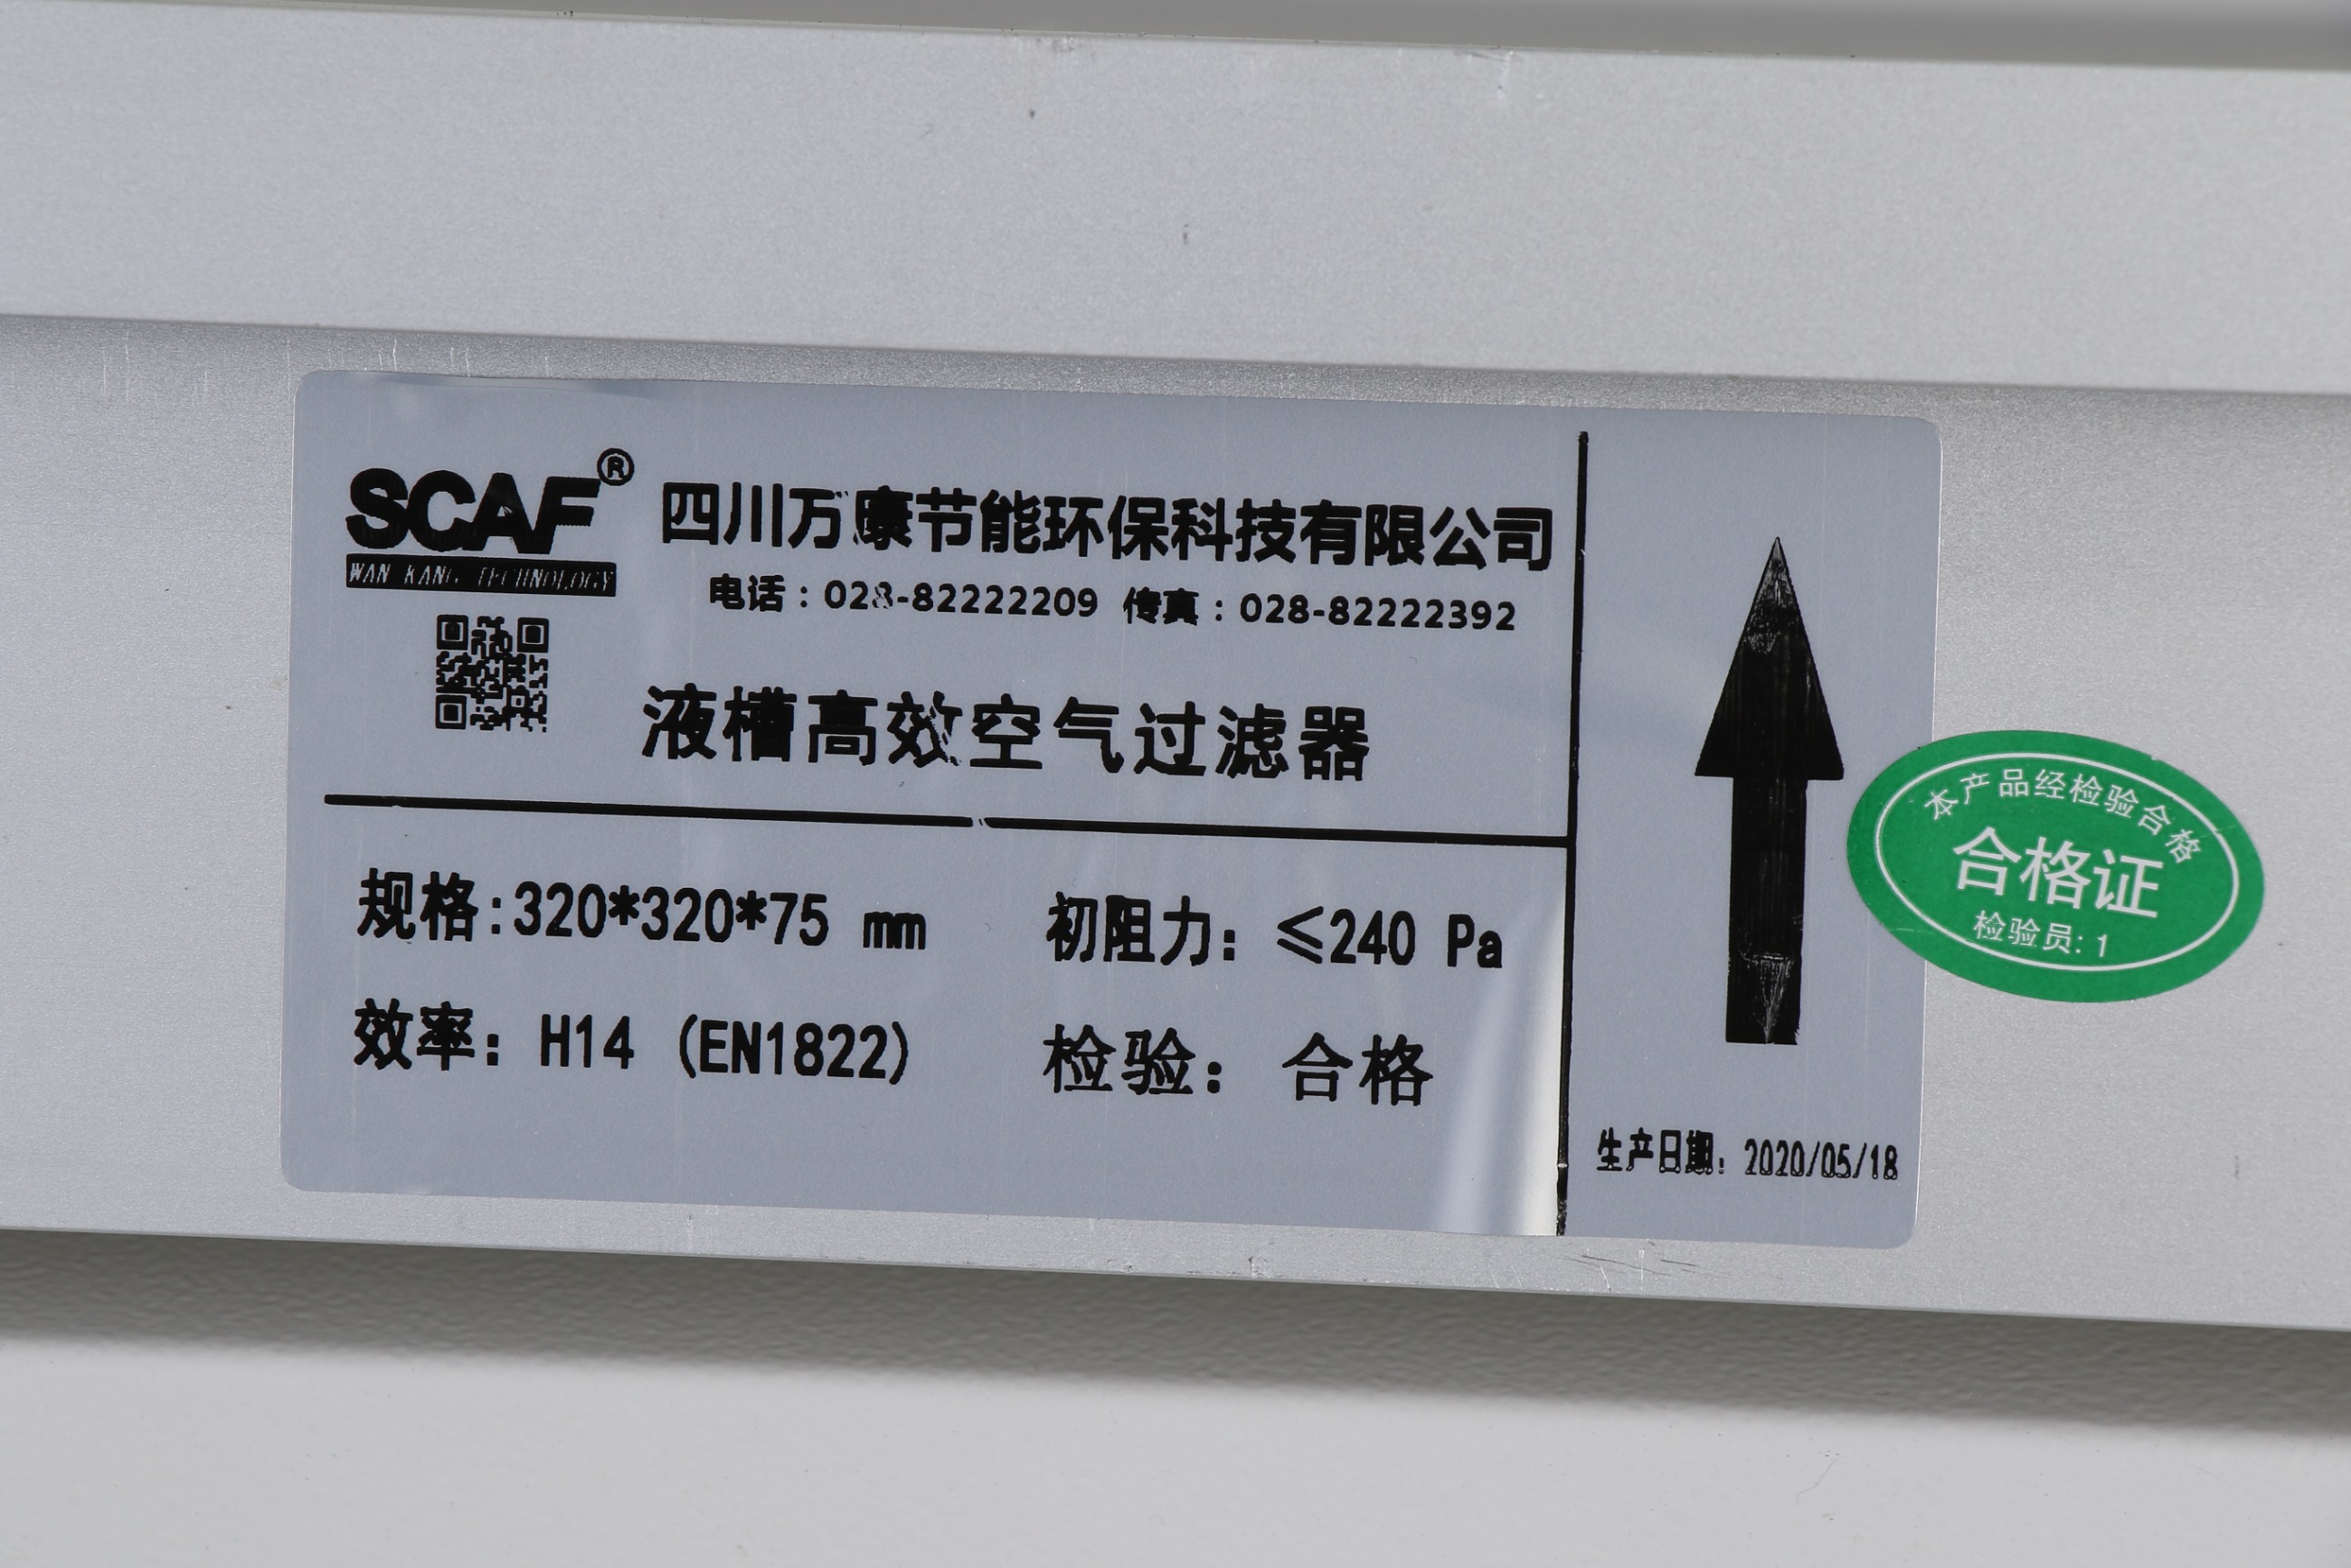 SCAF®
WAN KANG TECHNOLOGY
四川万康节能环保科技有限公司
电话：028-82222209 传真：028-82222392
液槽高效空气过滤器
规格:320*320*75 mm
初阻力: ≤240 Pa
效率: H14 (EN1822)
检验: 合格
生产日期: 2020/05/18
本产品经检验合格
合格证
检验员: 1